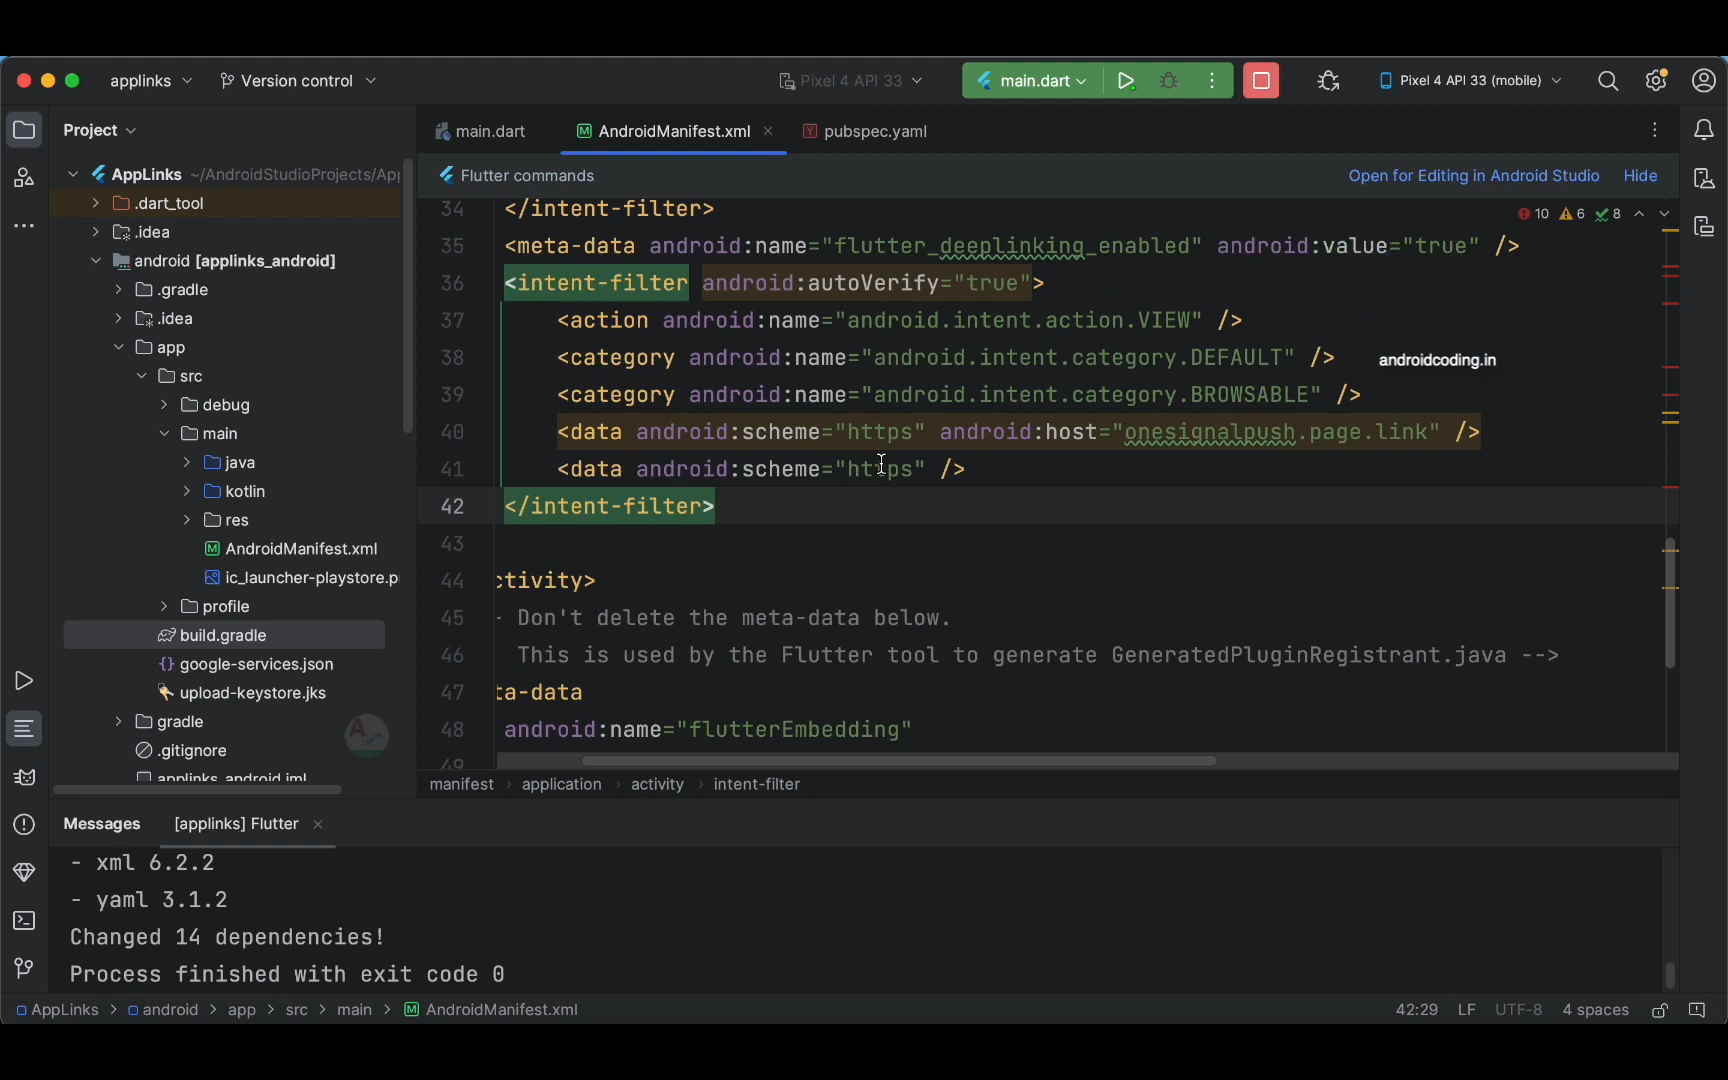 applinks
Version control
Pixel 4 API 33
main.dart
Pixel 4 API 33 (mobile)
Project
main.dart
AndroidManifest.xml
pubspec.yaml
AppLinks ~/AndroidStudioProjects/Ap
.dart_tool
.idea
android [applinks_android]
.gradle
.idea
app
src
debug
main
java
kotlin
res
AndroidManifest.xml
ic_launcher-playstore.p
profile
build.gradle
google-services.json
upload-keystore.jks
gradle
.gitignore
applinks_android.iml
Flutter commands
Open for Editing in Android Studio
Hide
10 6 8
34 </intent-filter>
35 <meta-data android:name="flutter_deeplinking_enabled" android:value="true" />
36 <intent-filter android:autoVerify="true">
37 <action android:name="android.intent.action.VIEW" />
38 <category android:name="android.intent.category.DEFAULT" />
androidcoding.in
39 <category android:name="android.intent.category.BROWSABLE" />
40 <data android:scheme="https" android:host="onesignalpush.page.link" />
41 <data android:scheme="https" />
42 </intent-filter>
43
44 ctivity>
45 - Don't delete the meta-data below.
46 This is used by the Flutter tool to generate GeneratedPluginRegistrant.java -->
47 ta-data
48 android:name="flutterEmbedding"
49
manifest > application > activity > intent-filter
Messages
[applinks] Flutter
- xml 6.2.2
- yaml 3.1.2
Changed 14 dependencies!
Process finished with exit code 0
AppLinks > android > app > src > main > AndroidManifest.xml
42:29 LF UTF-8 4 spaces